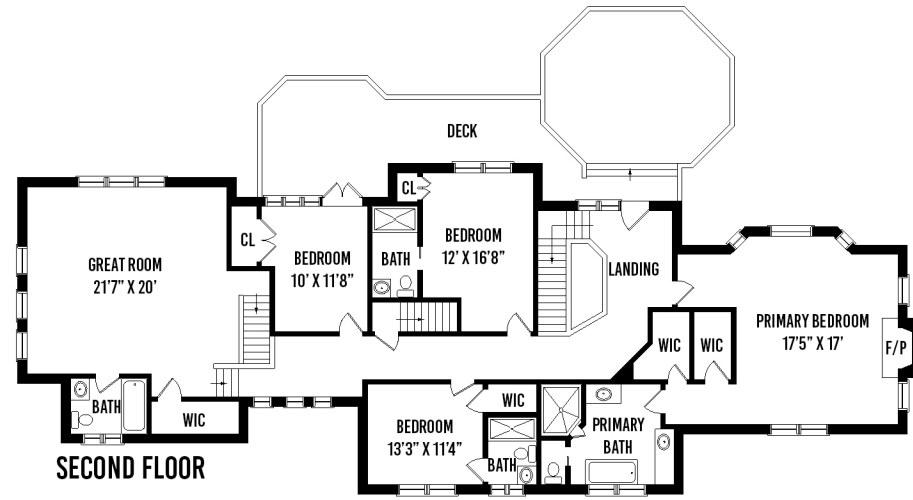 DECK
CL
CL
BEDROOM
10' X 11'8"
BATH
BEDROOM
12' X 16'8"
GREAT ROOM
21'7" X 20'
LANDING
PRIMARY BEDROOM
17'5" X 17'
F/P
WIC
WIC
BATH
WIC
WIC
BEDROOM
13'3" X 11'4"
BATH
PRIMARY
BATH
SECOND FLOOR